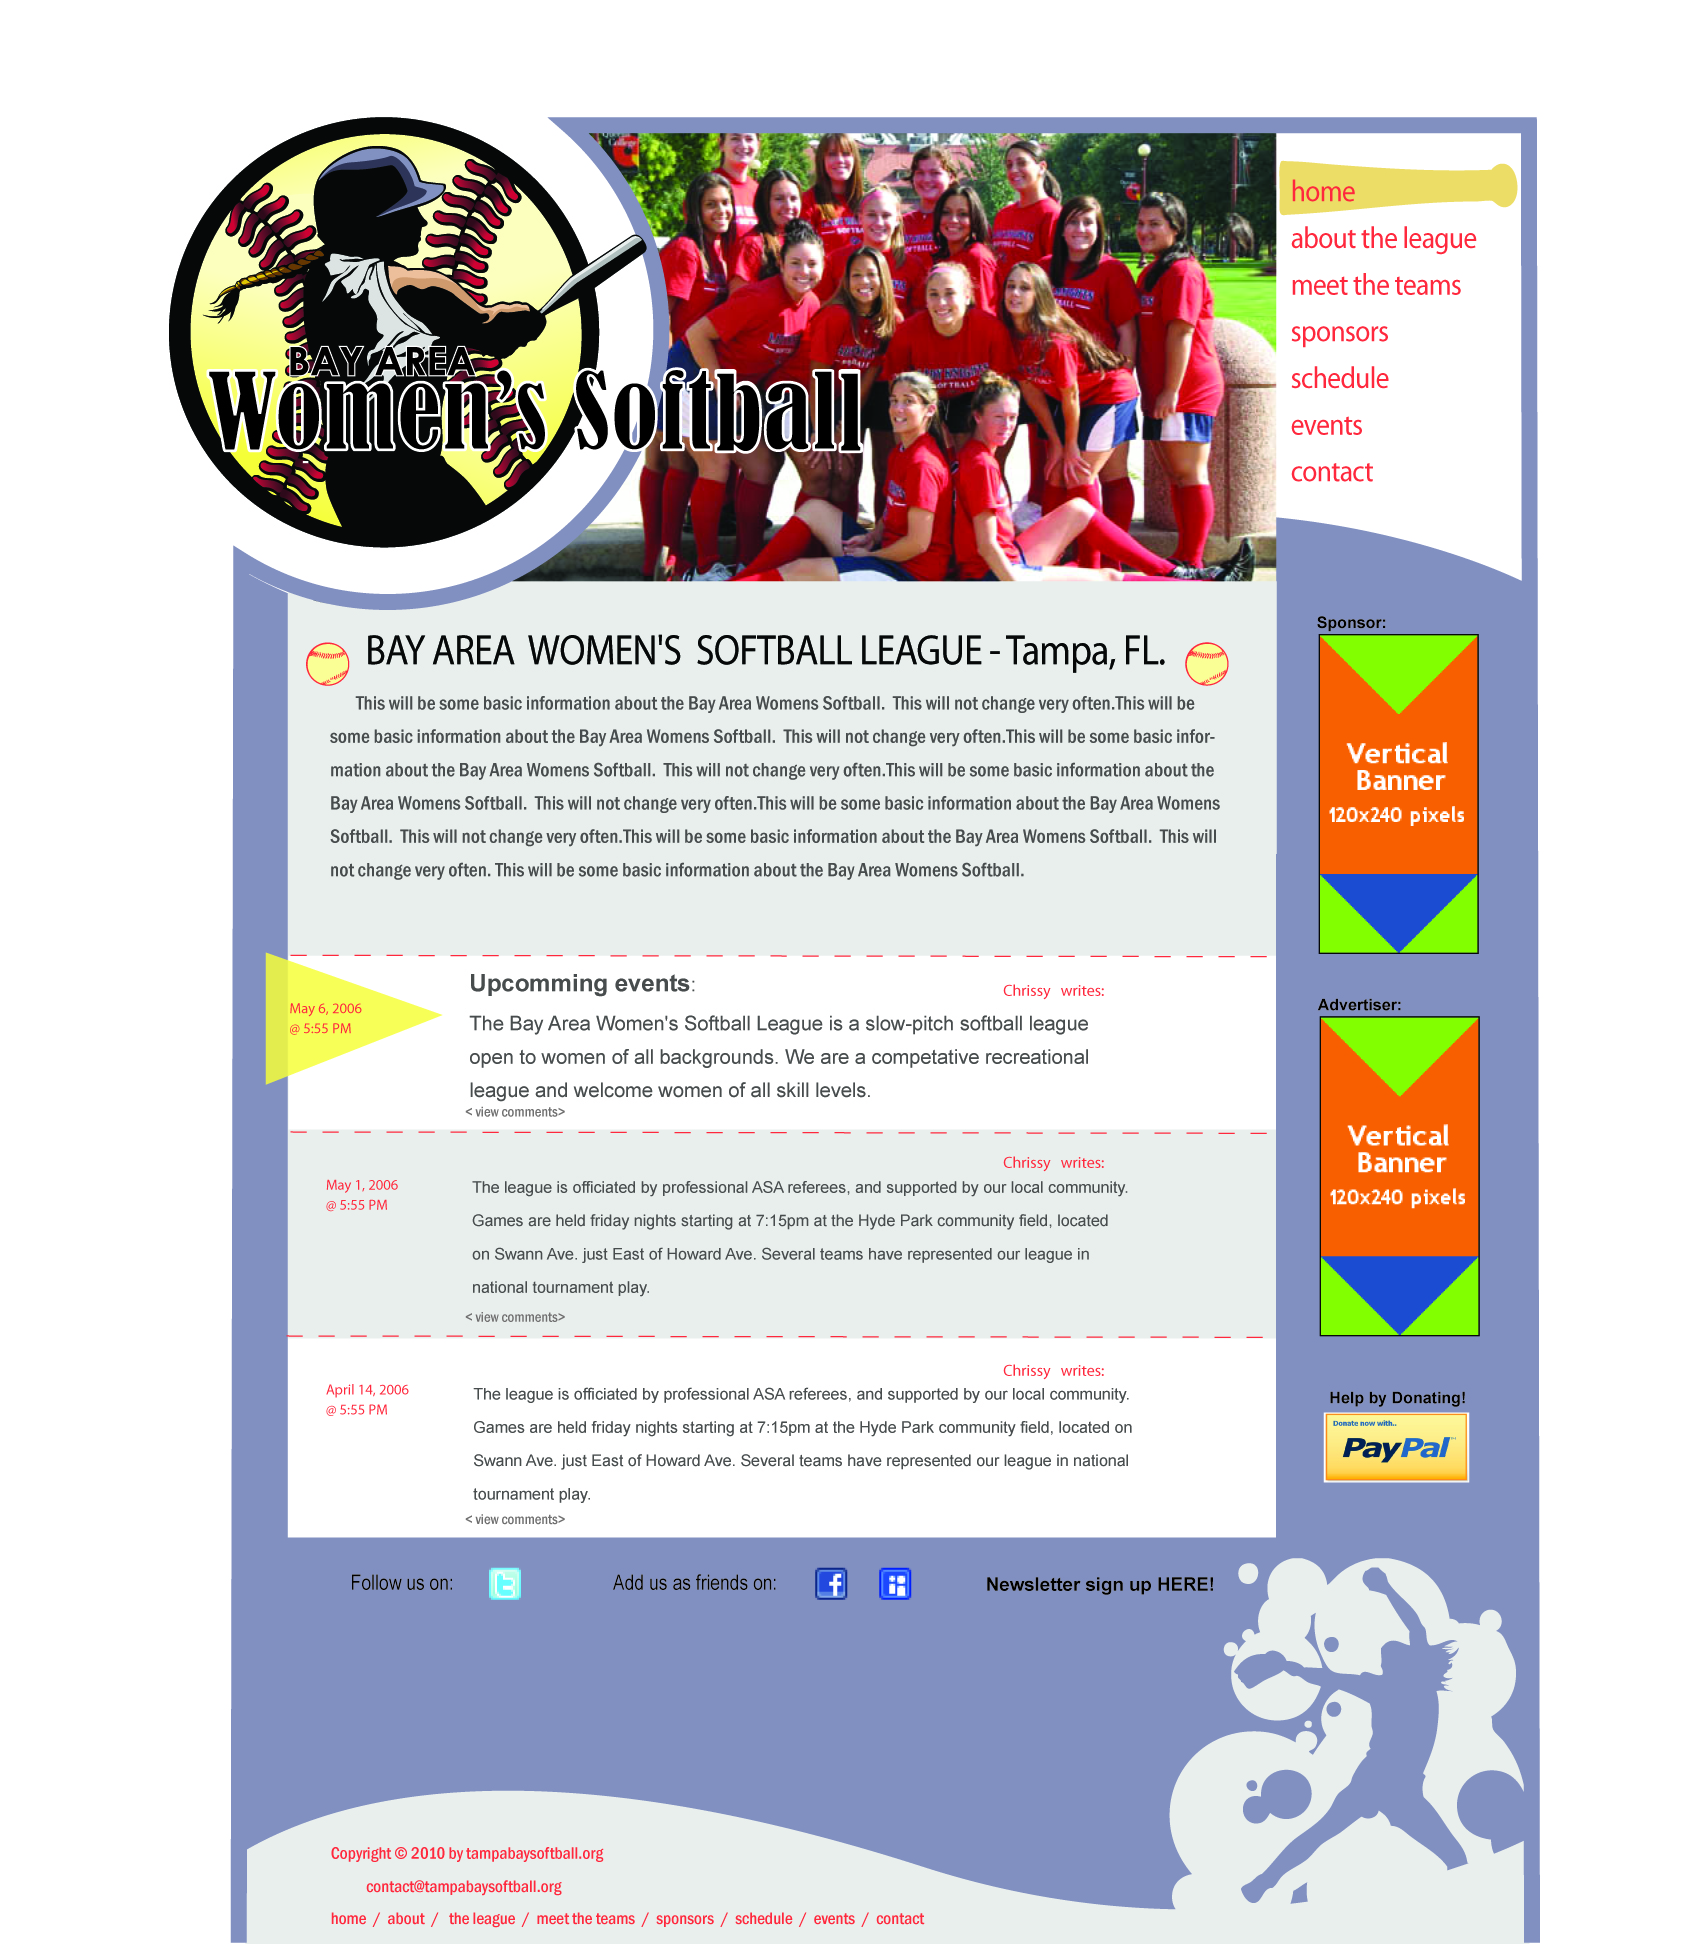 BAY AREA
Women's Softball
home
about the league
meet the teams
sponsors
schedule
events
contact
BAY AREA WOMEN'S SOFTBALL LEAGUE - Tampa, FL.
This will be some basic information about the Bay Area Womens Softball. This will not change very often.This will be
some basic information about the Bay Area Womens Softball. This will not change very often.This will be some basic infor-
mation about the Bay Area Womens Softball. This will not change very often.This will be some basic information about the
Bay Area Womens Softball. This will not change very often.This will be some basic information about the Bay Area Womens
Softball. This will not change very often.This will be some basic information about the Bay Area Womens Softball. This will
not change very often. This will be some basic information about the Bay Area Womens Softball.
Sponsor:
Vertical
Banner
120x240 pixels
May 6, 2006
@ 5:55 PM
Upcomming events:
Chrissy writes:
The Bay Area Women's Softball League is a slow-pitch softball league
open to women of all backgrounds. We are a competative recreational
league and welcome women of all skill levels.
< view comments>
Advertiser:
Vertical
Banner
120x240 pixels
May 1, 2006
@ 5:55 PM
Chrissy writes:
The league is officiated by professional ASA referees, and supported by our local community.
Games are held friday nights starting at 7:15pm at the Hyde Park community field, located
on Swann Ave. just East of Howard Ave. Several teams have represented our league in
national tournament play.
< view comments>
April 14, 2006
@ 5:55 PM
Chrissy writes:
The league is officiated by professional ASA referees, and supported by our local community.
Games are held friday nights starting at 7:15pm at the Hyde Park community field, located on
Swann Ave. just East of Howard Ave. Several teams have represented our league in national
tournament play.
< view comments>
Help by Donating!
Donate now with..
PayPal
Follow us on:
Add us as friends on:
Newsletter sign up HERE!
Copyright © 2010 by tampabaysoftball.org
contact@tampabaysoftball.org
home / about / the league / meet the teams / sponsors / schedule / events / contact